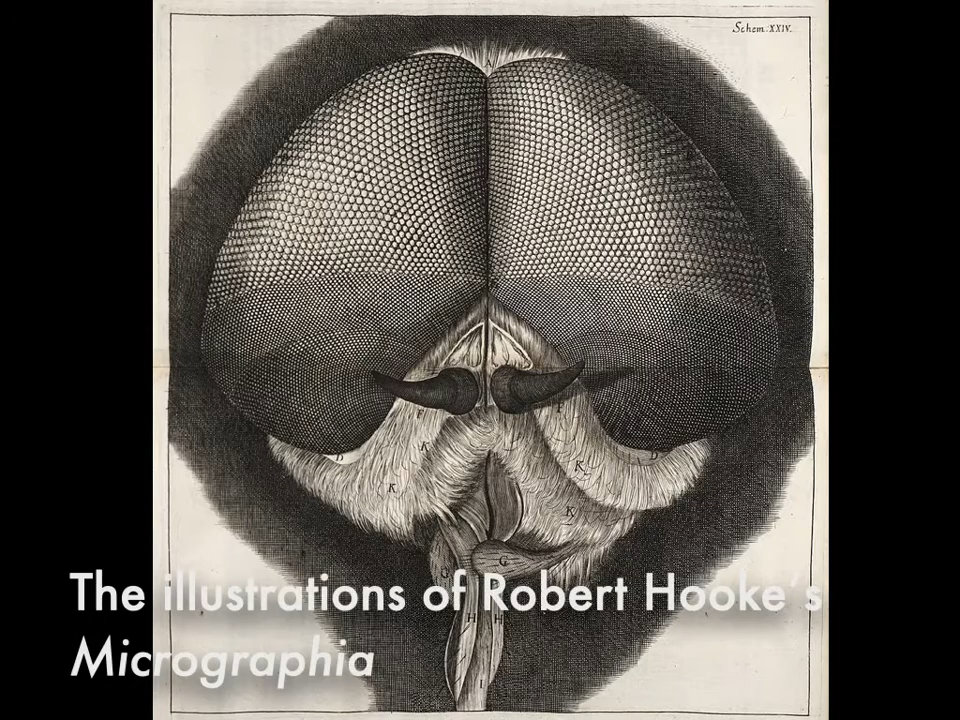 Schem. XXIV.
F
K
K
K
D
D
K
G
G
H
H
I
The illustrations of Robert Hooke's
Micrographia